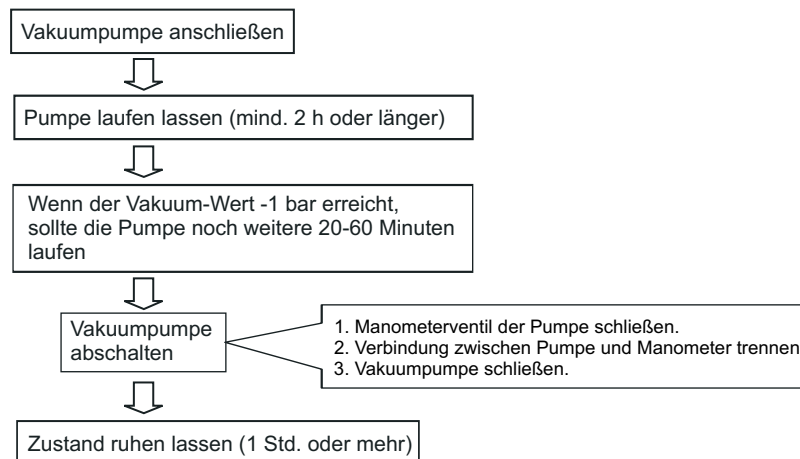 Vakuumpumpe anschließen
Pumpe laufen lassen (mind. 2 h oder länger)
Wenn der Vakuum-Wert -1 bar erreicht,
sollte die Pumpe noch weitere 20-60 Minuten
laufen
Vakuumpumpe
abschalten
1. Manometerventil der Pumpe schließen.
2. Verbindung zwischen Pumpe und Manometer trennen
3. Vakuumpumpe schließen.
Zustand ruhen lassen (1 Std. oder mehr)